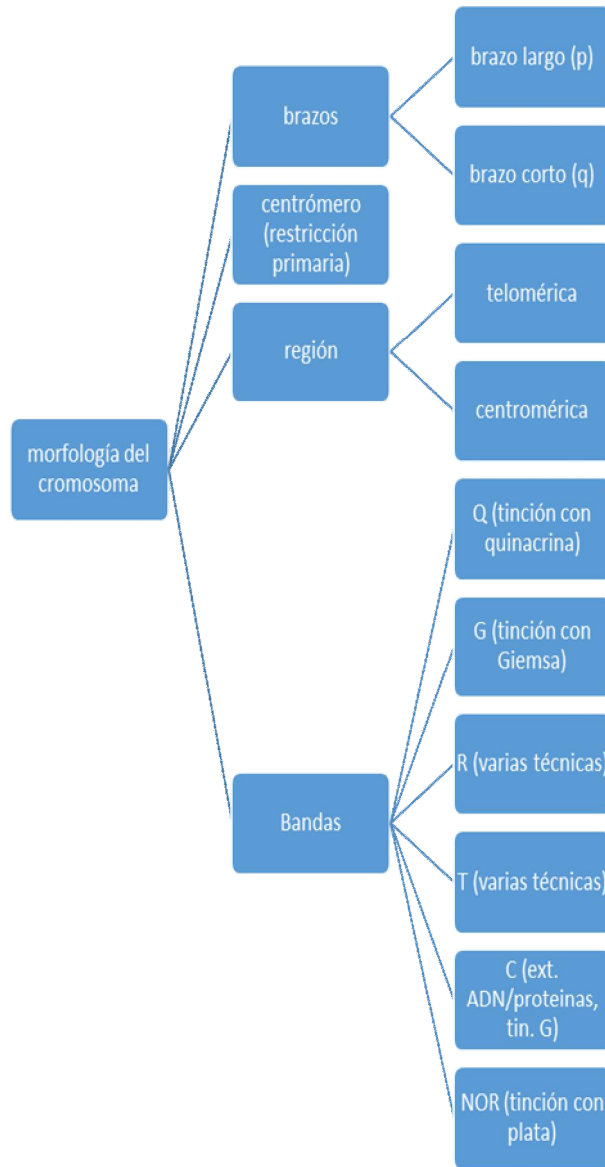 morfología del
cromosoma
brazos
brazo largo (p)
brazo corto (q)
centrómero
(restricción
primaria)
región
telomérica
centromérica
Bandas
Q (tinción con
quinacrina)
G (tinción con
Giemsa)
R (varias técnicas)
T (varias técnicas)
C (ext.
ADN/proteinas,
tin. G)
NOR (tinción con
plata)